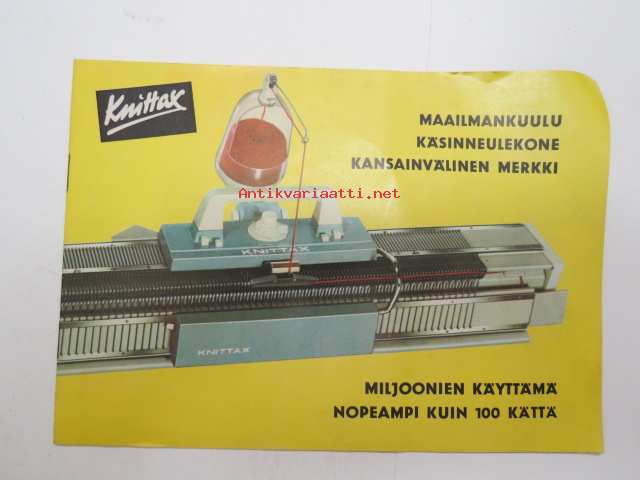 Knittax
MAAILMANKUULU
KÄSINNEULEKONE
KANSAINVÄLINEN MERKKI
Antikvariaatti.net
KNITTAX
KNITTAX
MILJOONIEN KÄYTTÄMÄ
NOPEAMPI KUIN 100 KÄTTÄ